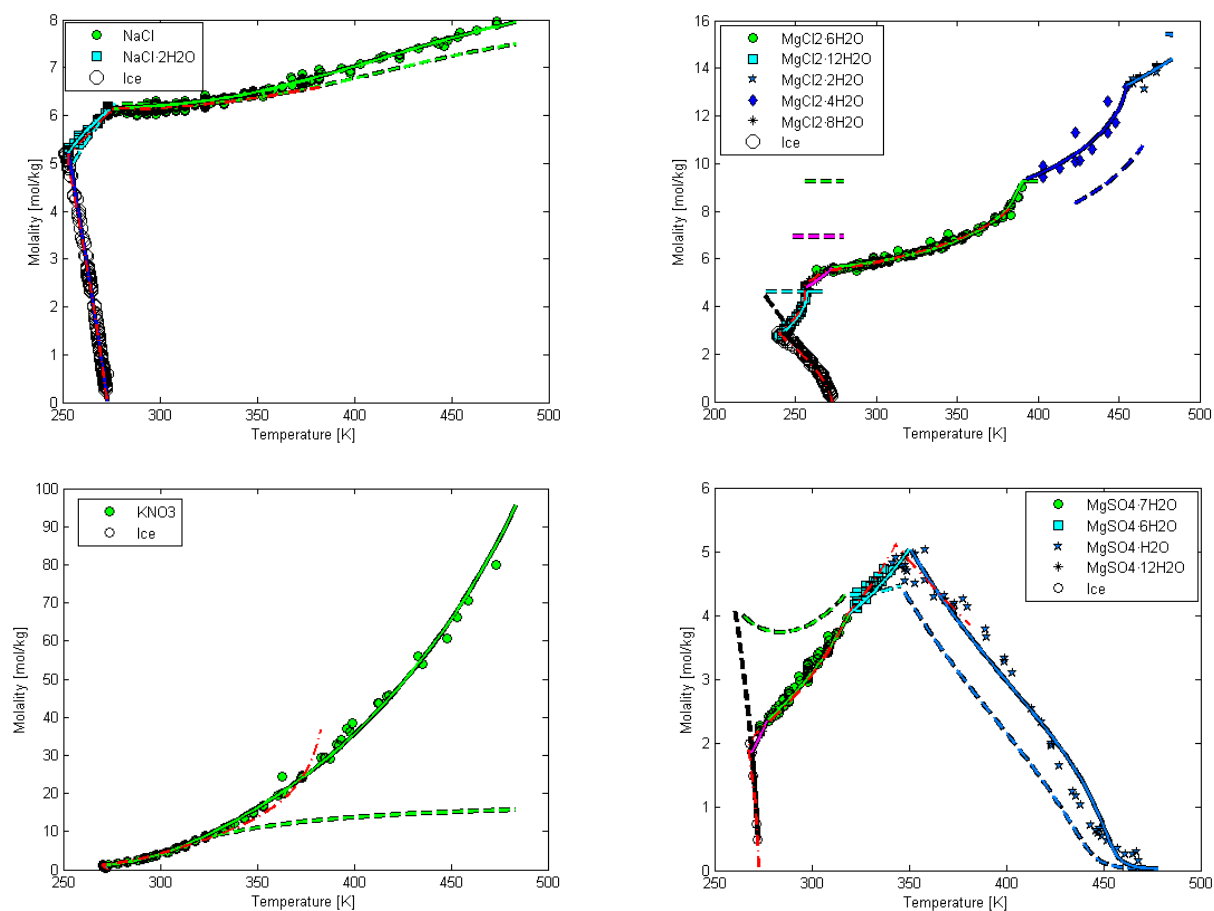 8
7
6
5
4
3
2
1
0
Molality [mol/kg]
NaCl
NaCl·2H2O
Ice
250
300
350
400
450
500
Temperature [K]
16
14
12
10
8
6
4
2
0
Molality [mol/kg]
MgCl2·6H2O
MgCl2·12H2O
MgCl2·2H2O
MgCl2·4H2O
MgCl2·8H2O
Ice
200
250
300
350
400
450
500
Temperature [K]
100
90
80
70
60
50
40
30
20
10
0
Molality [mol/kg]
KNO3
Ice
250
300
350
400
450
500
Temperature [K]
6
5
4
3
2
1
0
Molality [mol/kg]
MgSO4·7H2O
MgSO4·6H2O
MgSO4·H2O
MgSO4·12H2O
Ice
250
300
350
400
450
500
Temperature [K]